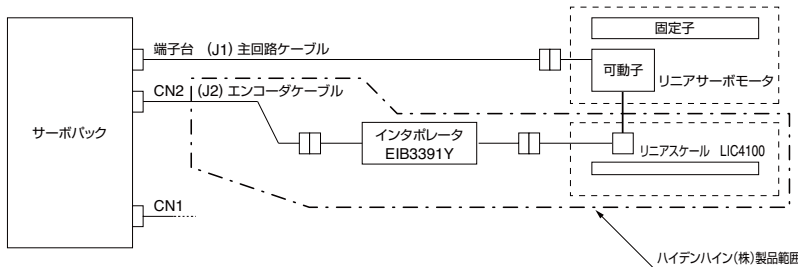 固定子
端子台 (J1) 主回路ケーブル
可動子
リニアサーボモータ
CN2 (J2) エンコーダケーブル
サーボパック
インタポレータ
EIB3391Y
リニアスケール LIC4100
CN1
ハイデンハイン(株)製品範囲